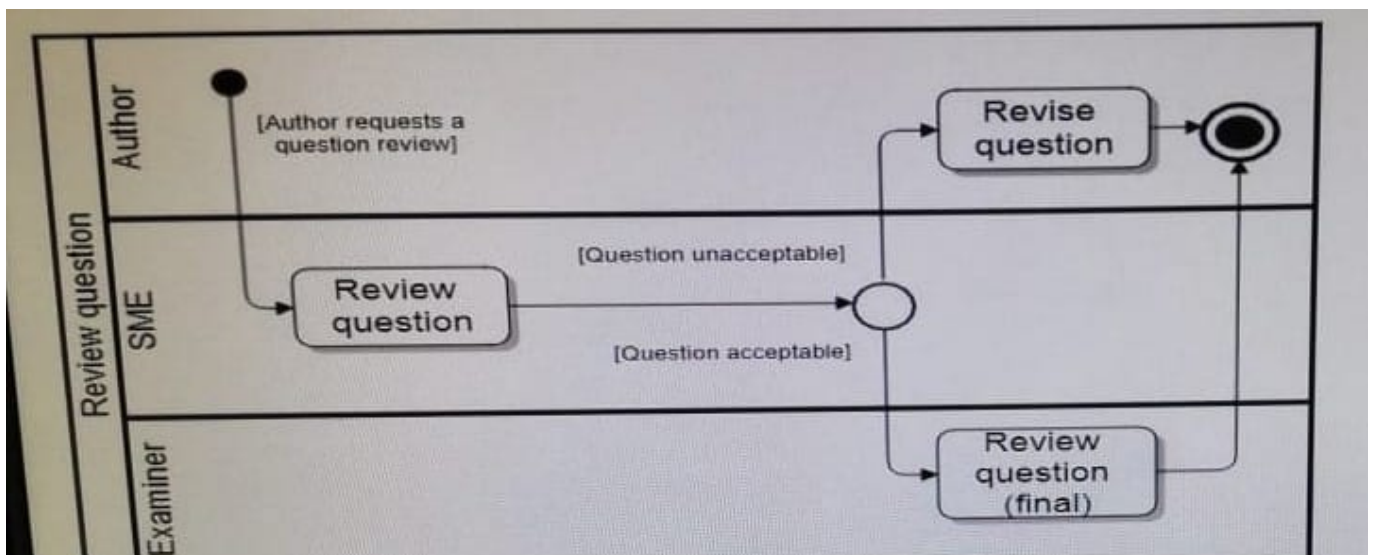 Review question
Author
[Author requests a
question review]
Revise
question
SME
Review
question
[Question unacceptable]
[Question acceptable]
Examiner
Review
question
(final)